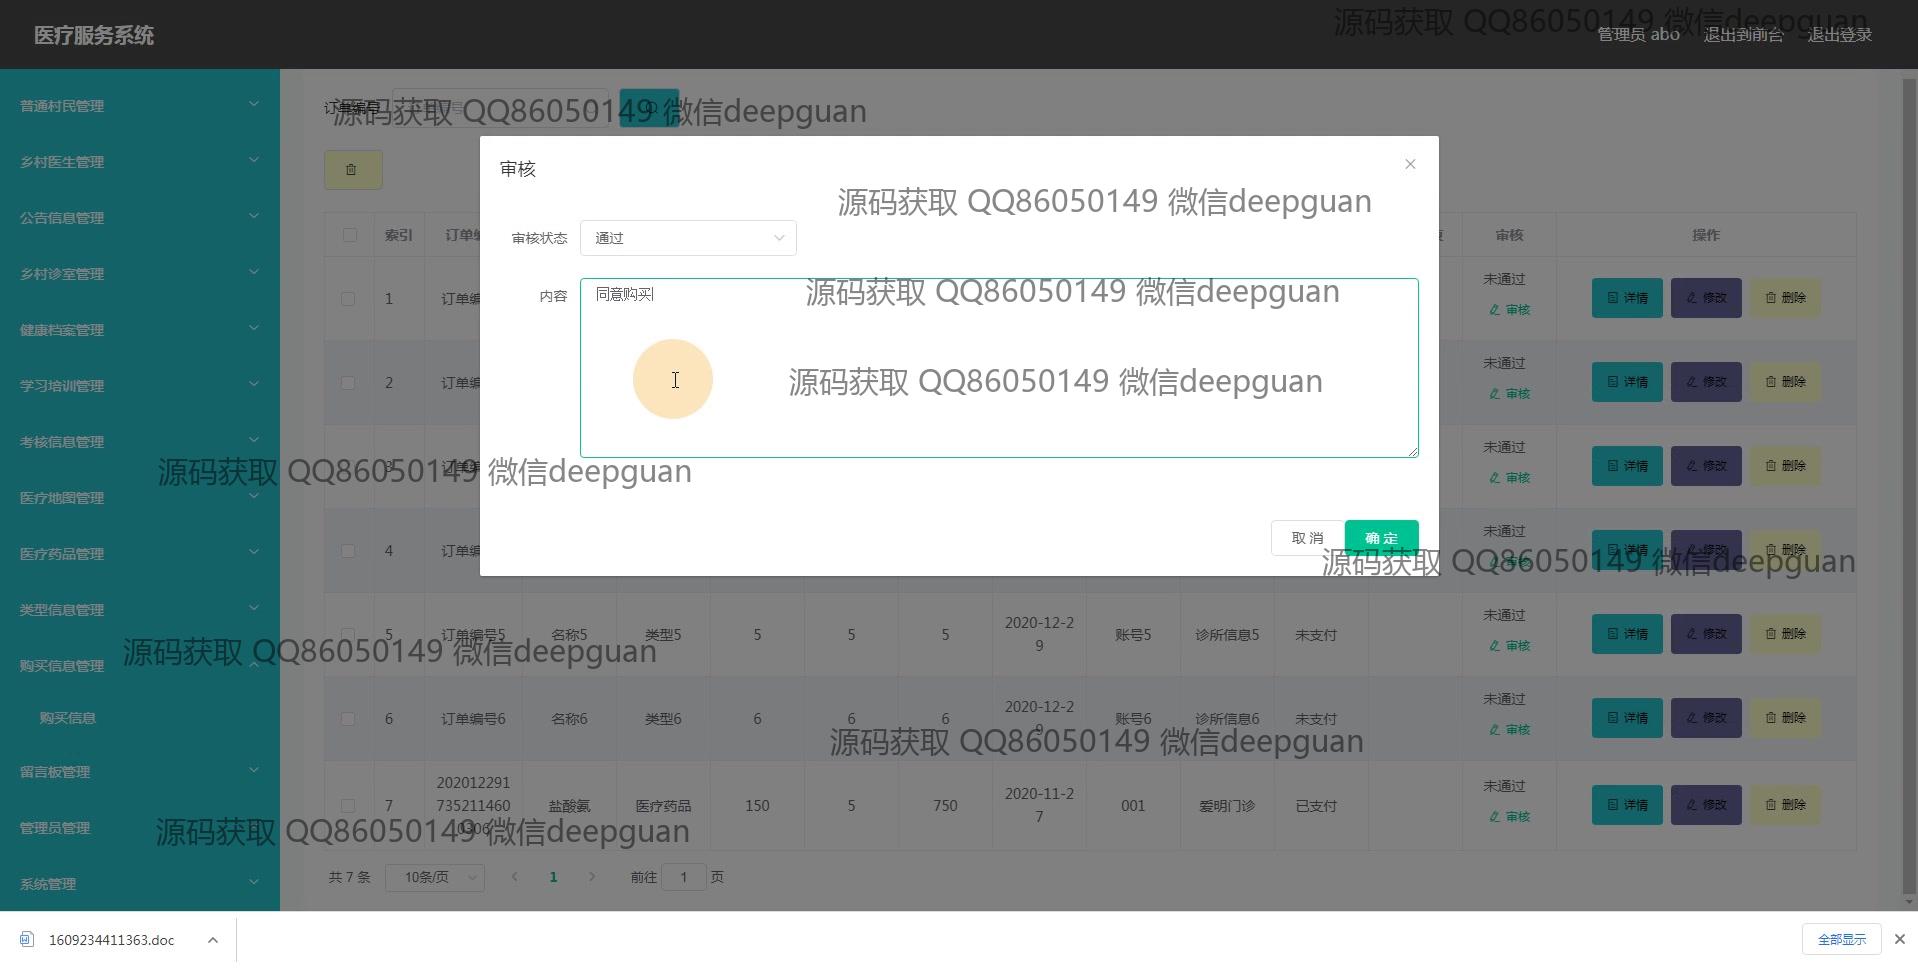 医疗服务系统
源码获取 QQ86050149 微信deepguan
管理员 abo
退出到前台
退出登录
普通村民管理
乡村医生管理
公告信息管理
乡村诊室管理
健康档案管理
学习培训管理
考核信息管理
医疗地图管理
医疗药品管理
类型信息管理
购买信息管理
购买信息
留言板管理
管理员管理
系统管理
订单编号
源码获取 QQ86050149 微信deepguan
审核
源码获取 QQ86050149 微信deepguan
审核状态 通过
内容 同意购买
源码获取 QQ86050149 微信deepguan
源码获取 QQ86050149 微信deepguan
源码获取 QQ86050149 微信deepguan
取消 确定
源码获取 QQ86050149 微信deepguan
索引 审核 操作
1 未通过 审核 详情 修改 删除
2 未通过 审核 详情 修改 删除
3 未通过 审核 详情 修改 删除
4 未通过 审核 详情 修改 删除
5 订单编号5 名称5 类型5 5 5 5 2020-12-29 账号5 诊所信息5 未支付 未通过 审核 详情 修改 删除
源码获取 QQ86050149 微信deepguan
6 订单编号6 名称6 类型6 6 6 6 2020-12-29 账号6 诊所信息6 未支付 未通过 审核 详情 修改 删除
源码获取 QQ86050149 微信deepguan
7 2020122917352114600306 盐酸氨 医疗药品 150 5 750 2020-11-27 001 爱明门诊 已支付 未通过 审核 详情 修改 删除
源码获取 QQ86050149 微信deepguan
共 7 条 10条/页 1 前往 1 页
1609234411363.doc
全部显示